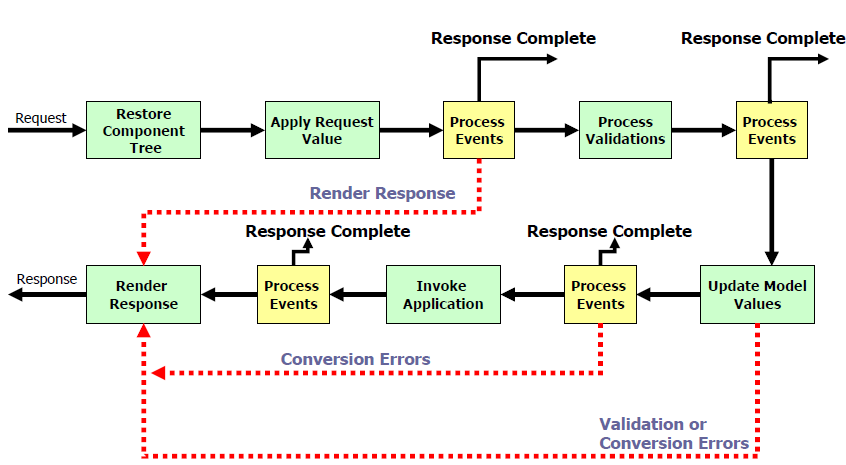 Response Complete
Response Complete
Request
Restore
Component
Tree
Apply Request
Value
Process
Events
Process
Validations
Process
Events
Render Response
Response Complete
Response Complete
Response
Render
Response
Process
Events
Invoke
Application
Process
Events
Update Model
Values
Conversion Errors
Validation or
Conversion Errors